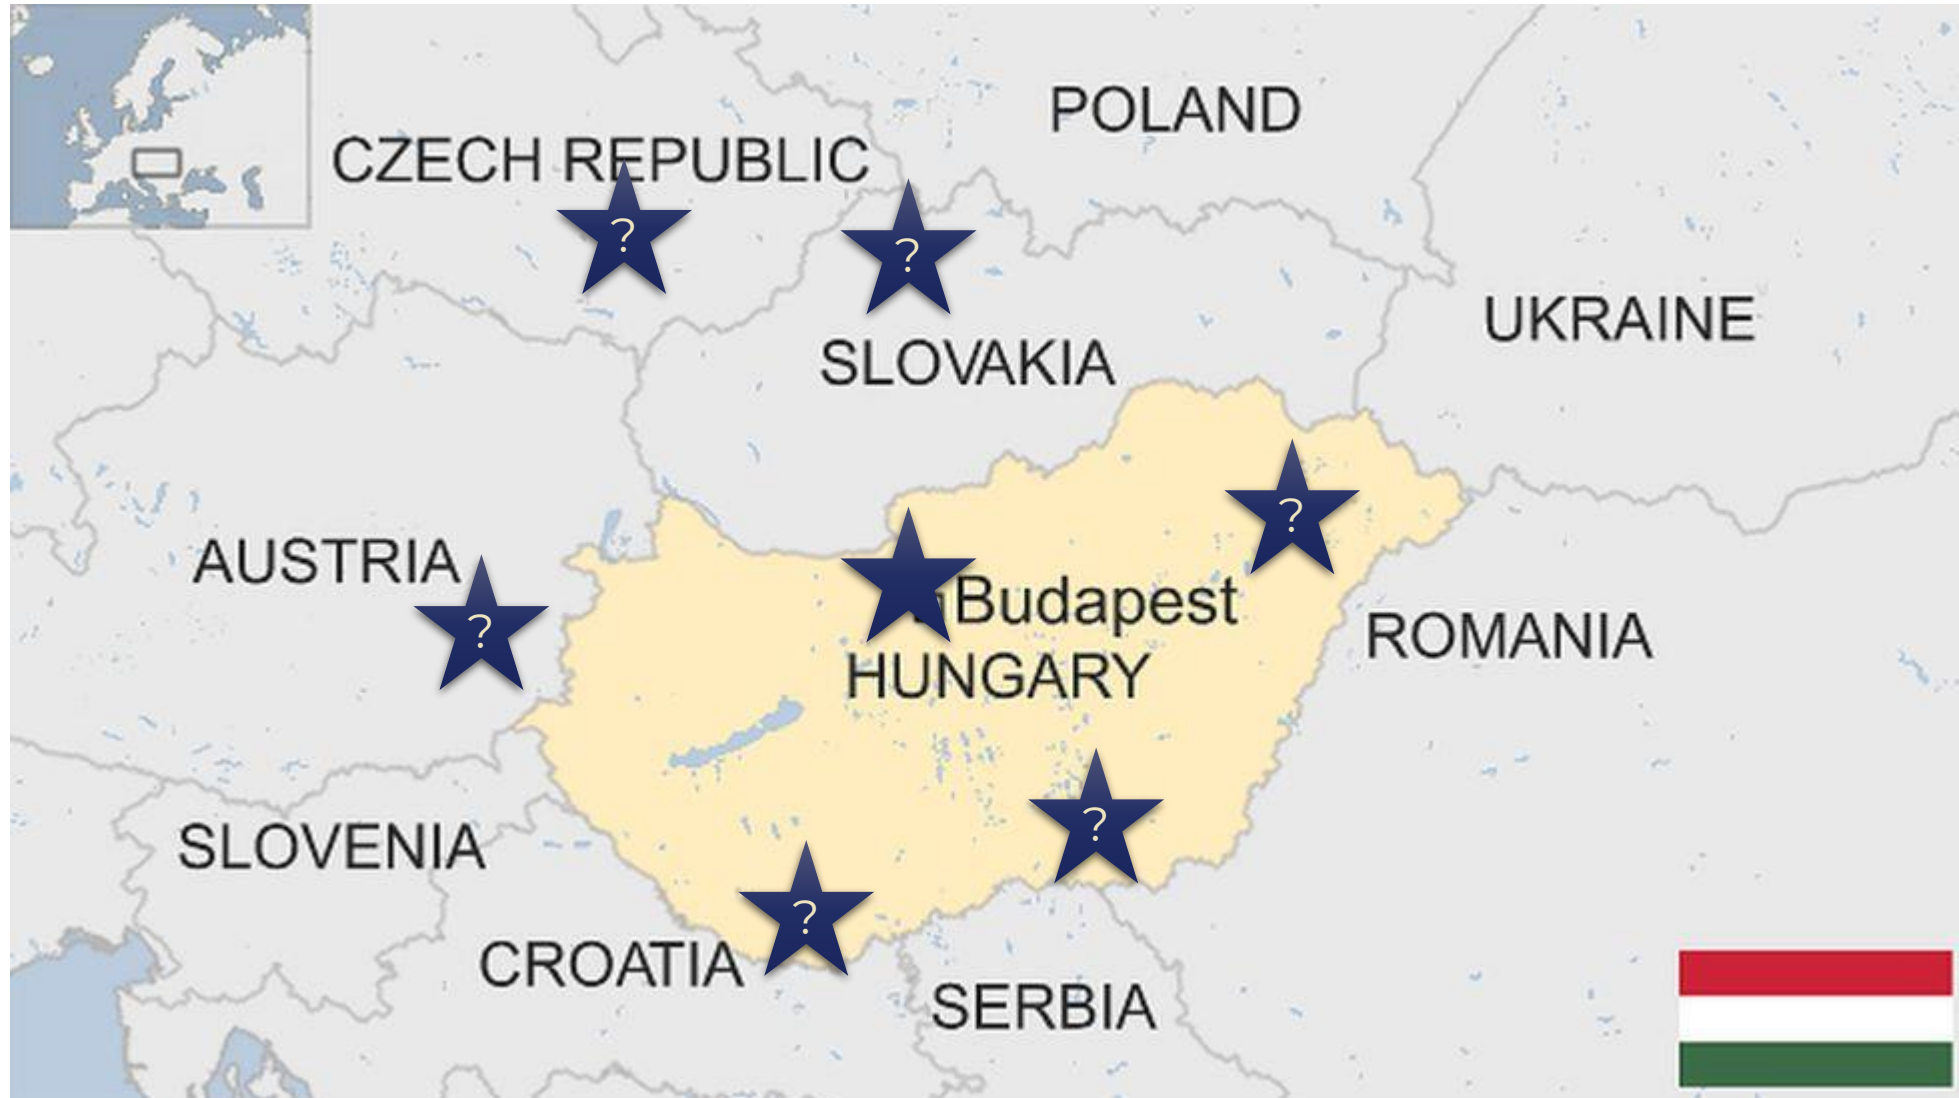 POLAND
CZECH REPUBLIC
?
?
UKRAINE
SLOVAKIA
?
AUSTRIA
?
Budapest
ROMANIA
HUNGARY
?
SLOVENIA
?
CROATIA
SERBIA